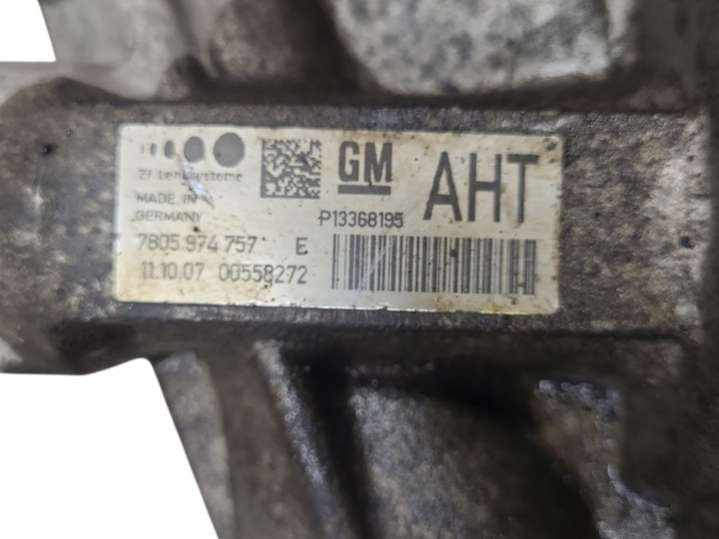 ZF Lenksysteme
MADE IN
GERMANY
GM
AHT
P13368195
7805 974 757 E
11.10.07 00558272